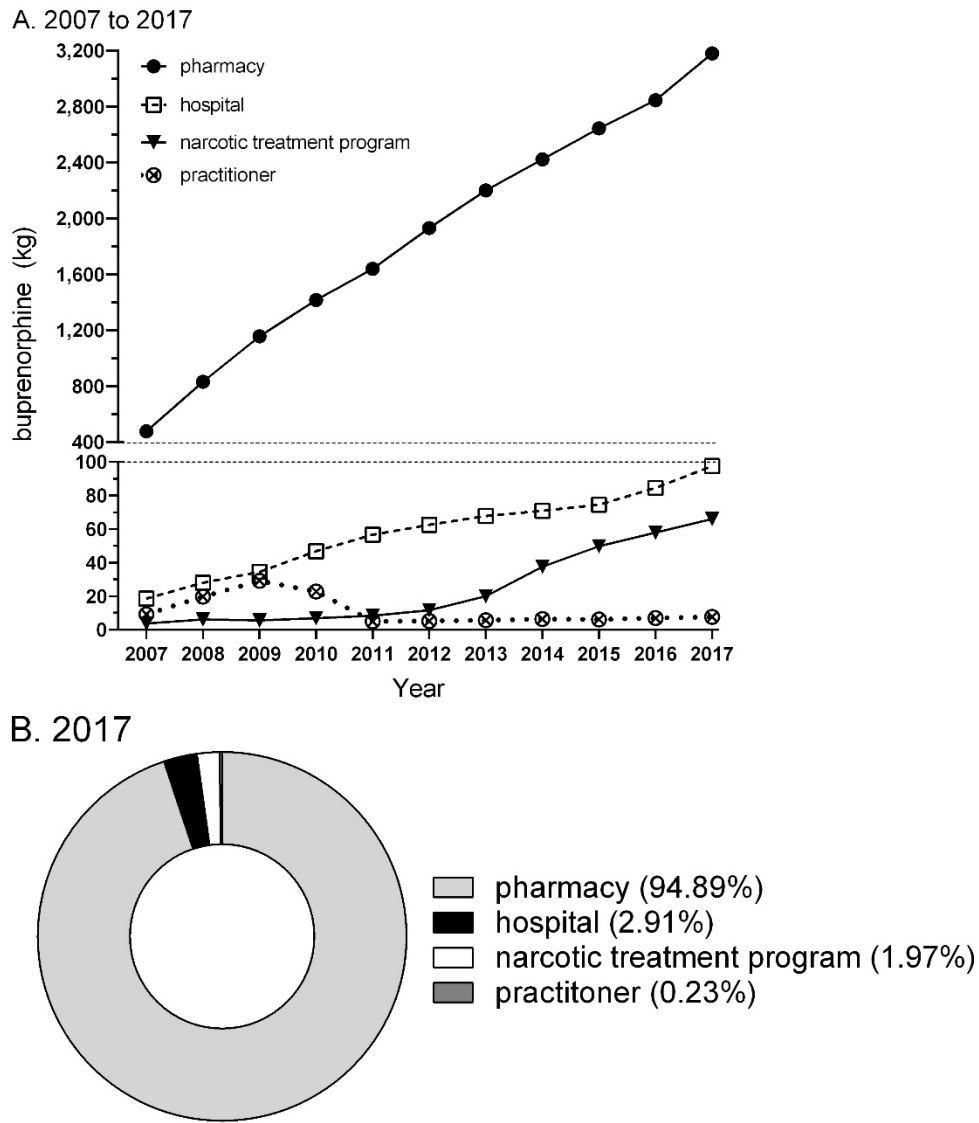 A. 2007 to 2017
3,200
2,800
2,400
2,000
1,600
1,200
800
400
100
80
60
40
20
0
buprenorphine (kg)
pharmacy
hospital
narcotic treatment program
practitioner
2007 2008 2009 2010 2011 2012 2013 2014 2015 2016 2017
Year
B. 2017
pharmacy (94.89%)
hospital (2.91%)
narcotic treatment program (1.97%)
practitoner (0.23%)